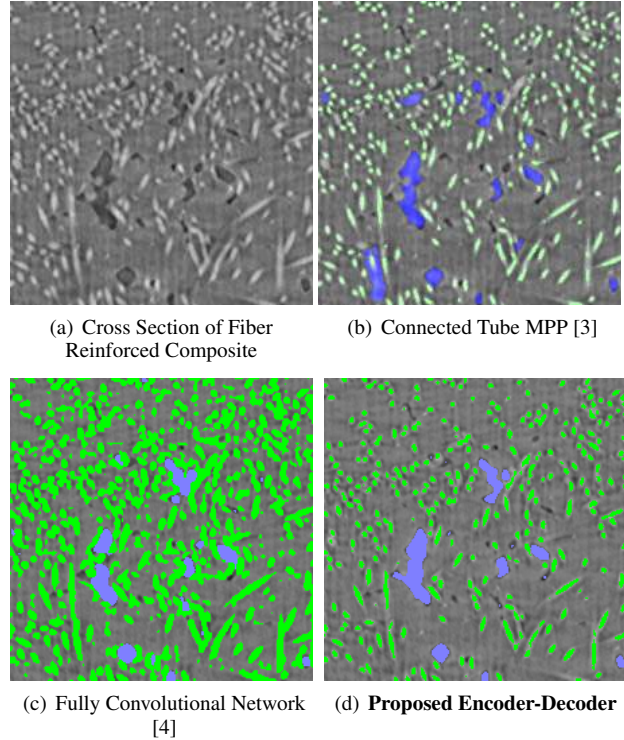 (a) Cross Section of Fiber
Reinforced Composite
(b) Connected Tube MPP [3]
(c) Fully Convolutional Network
[4]
(d) Proposed Encoder-Decoder